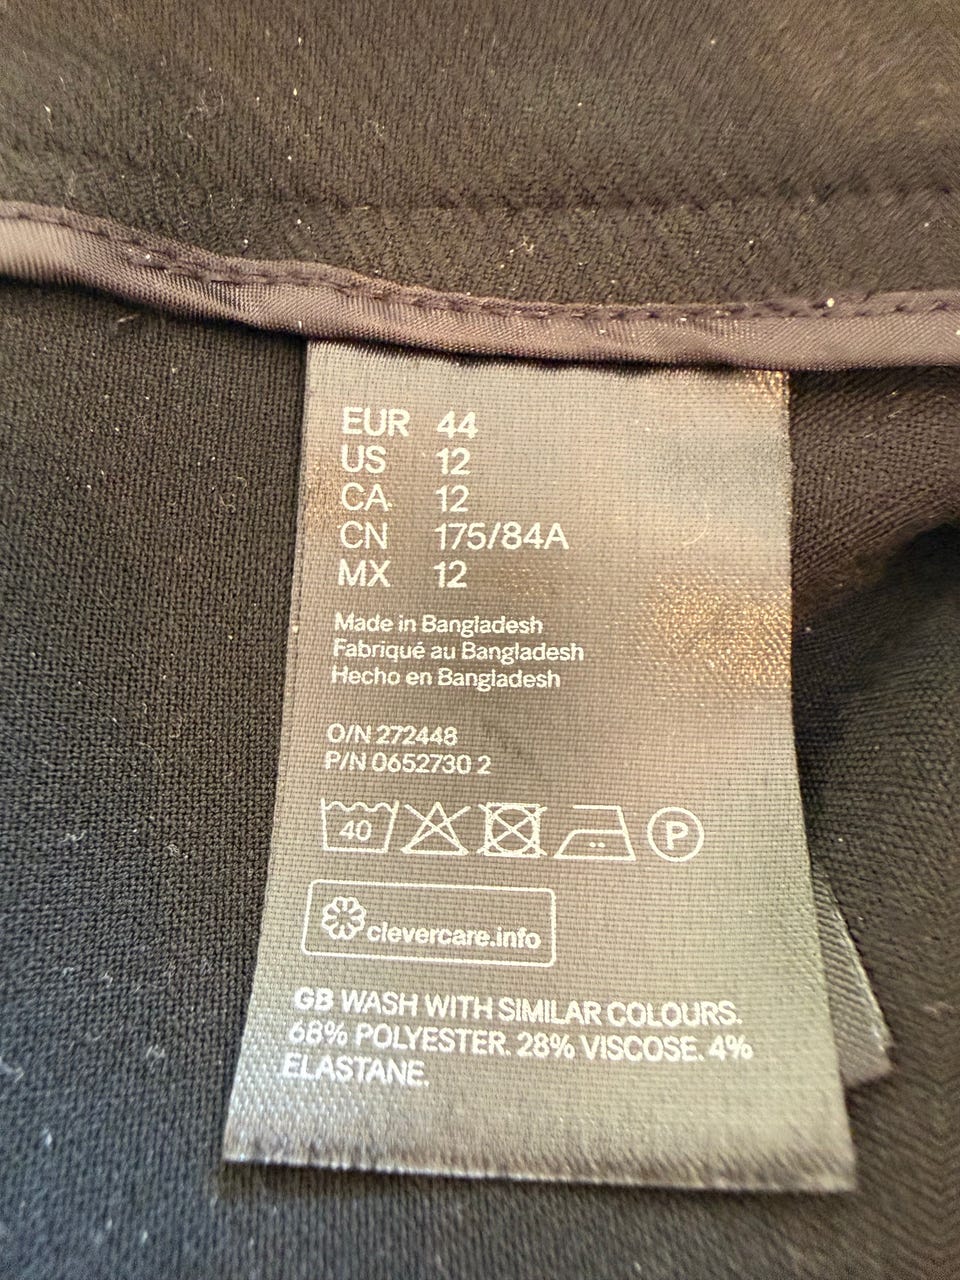 EUR 44
US 12
CA 12
CN 175/84A
MX 12
Made in Bangladesh
Fabriqué au Bangladesh
Hecho en Bangladesh
O/N 272448
P/N 0652730 2
40 P
clevercare.info
GB WASH WITH SIMILAR COLOURS.
68% POLYESTER. 28% VISCOSE. 4%
ELASTANE.